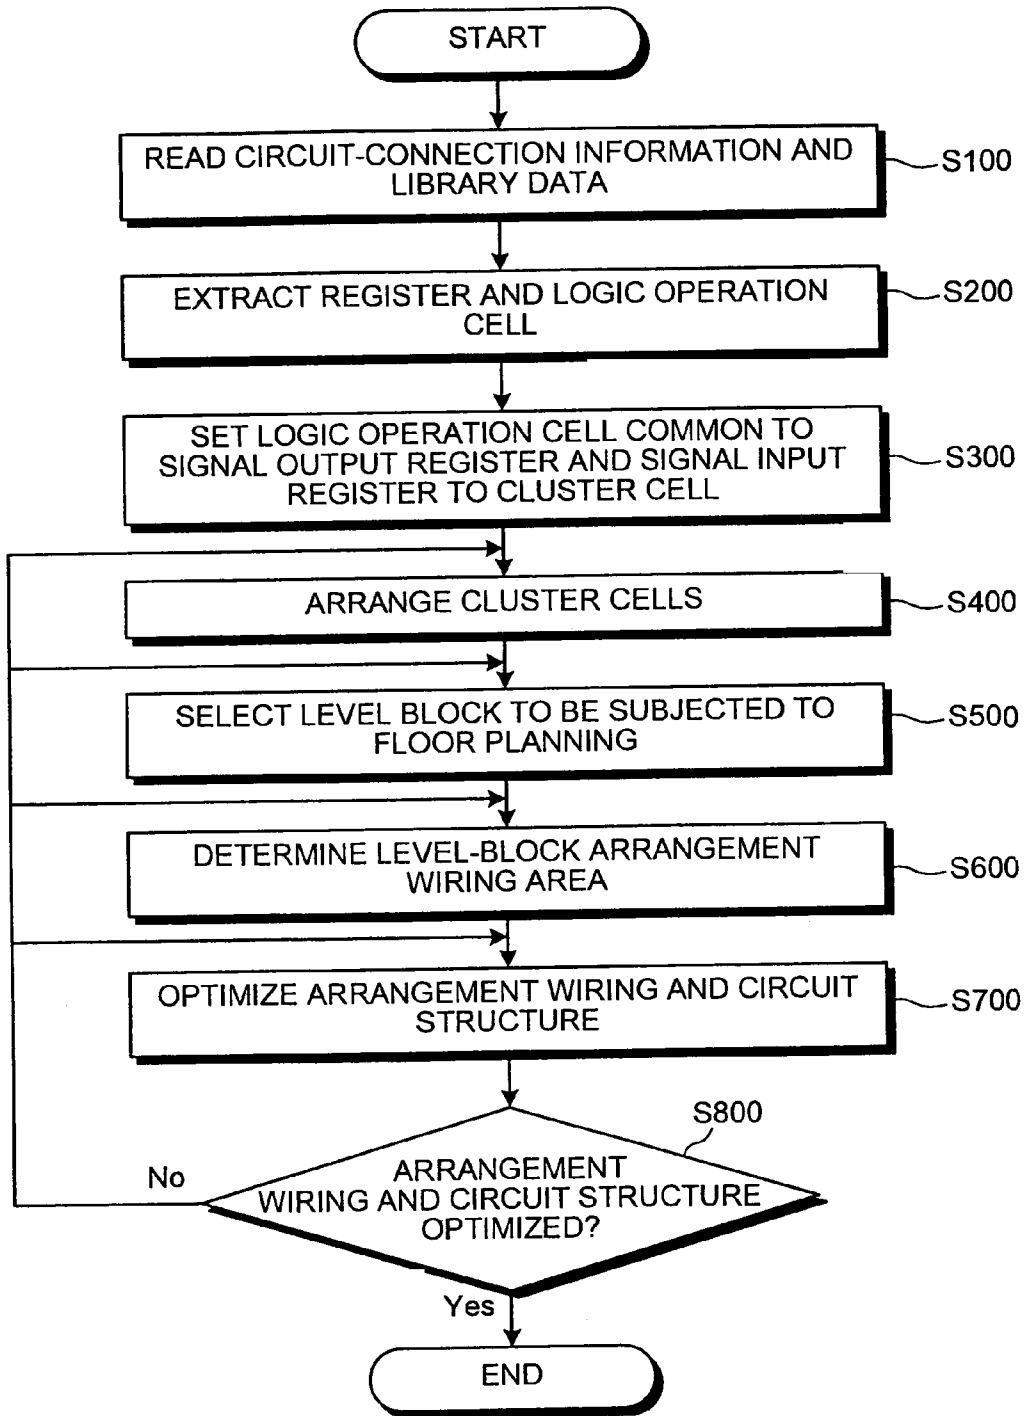 START
READ CIRCUIT-CONNECTION INFORMATION AND
LIBRARY DATA
S100
EXTRACT REGISTER AND LOGIC OPERATION
CELL
S200
SET LOGIC OPERATION CELL COMMON TO
SIGNAL OUTPUT REGISTER AND SIGNAL INPUT
REGISTER TO CLUSTER CELL
S300
ARRANGE CLUSTER CELLS
S400
SELECT LEVEL BLOCK TO BE SUBJECTED TO
FLOOR PLANNING
S500
DETERMINE LEVEL-BLOCK ARRANGEMENT
WIRING AREA
S600
OPTIMIZE ARRANGEMENT WIRING AND CIRCUIT
STRUCTURE
S700
S800
No
ARRANGEMENT
WIRING AND CIRCUIT STRUCTURE
OPTIMIZED?
Yes
END